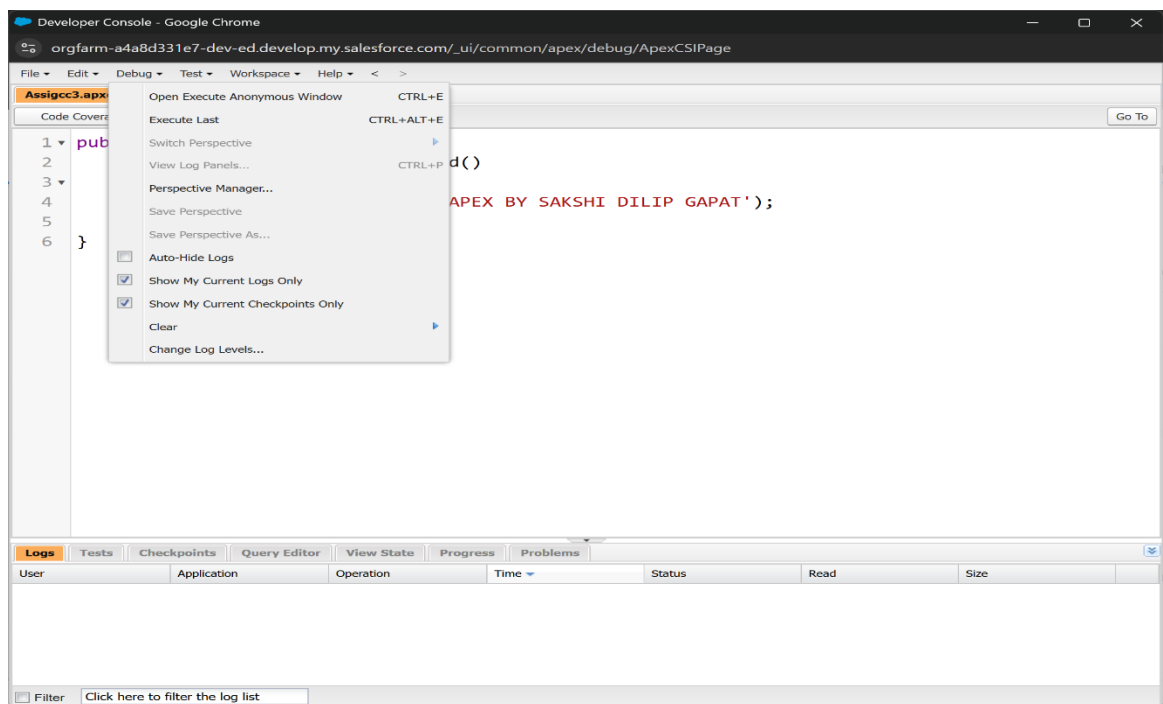 Developer Console - Google Chrome
orgfarm-a4a8d331e7-dev-ed.develop.my.salesforce.com/_ui/common/apex/debug/ApexCSIPage
File Edit Debug Test Workspace Help < >
Assigcc3.apx
Code Covera Go To
Open Execute Anonymous Window CTRL+E
Execute Last CTRL+ALT+E
Switch Perspective
View Log Panels... CTRL+P
Perspective Manager...
Save Perspective
Save Perspective As...
Auto-Hide Logs
Show My Current Logs Only
Show My Current Checkpoints Only
Clear
Change Log Levels...
1 pub
2 d()
3
4 APEX BY SAKSHI DILIP GAPAT');
5
6 }
Logs Tests Checkpoints Query Editor View State Progress Problems
User Application Operation Time Status Read Size
Filter Click here to filter the log list